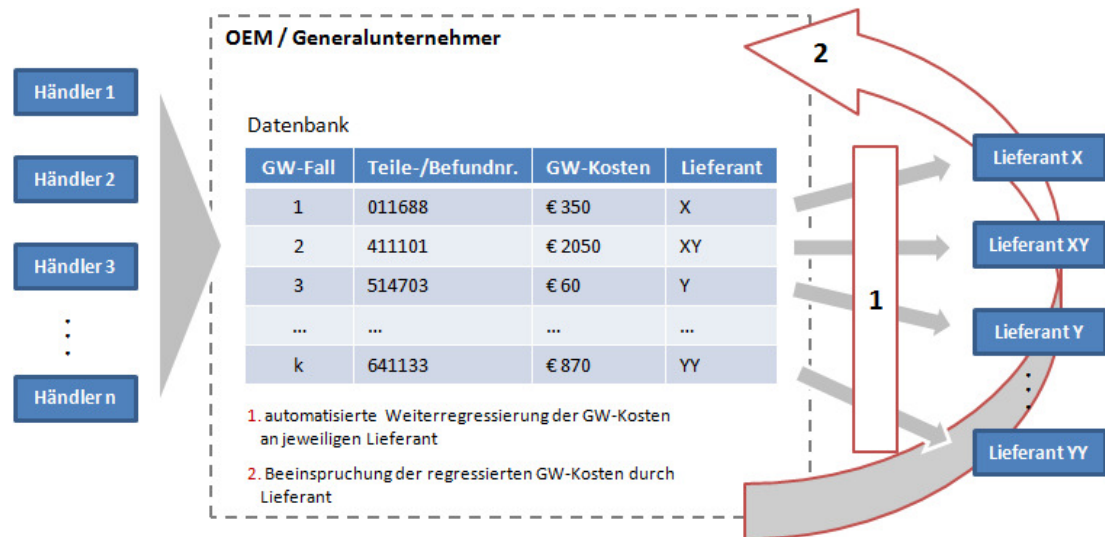 OEM / Generalunternehmer
2
Händler 1
Händler 2
Händler 3
Händler n
Datenbank
GW-Fall Teile-/Befundnr. GW-Kosten Lieferant
1 011688 € 350 X
2 411101 € 2050 XY
3 514703 € 60 Y
... ... ... ...
k 641133 € 870 YY
1. automatisierte Weiterregressierung der GW-Kosten
an jeweiligen Lieferant
2. Beeinspruchung der regressierten GW-Kosten durch
Lieferant
1
Lieferant X
Lieferant XY
Lieferant Y
Lieferant YY